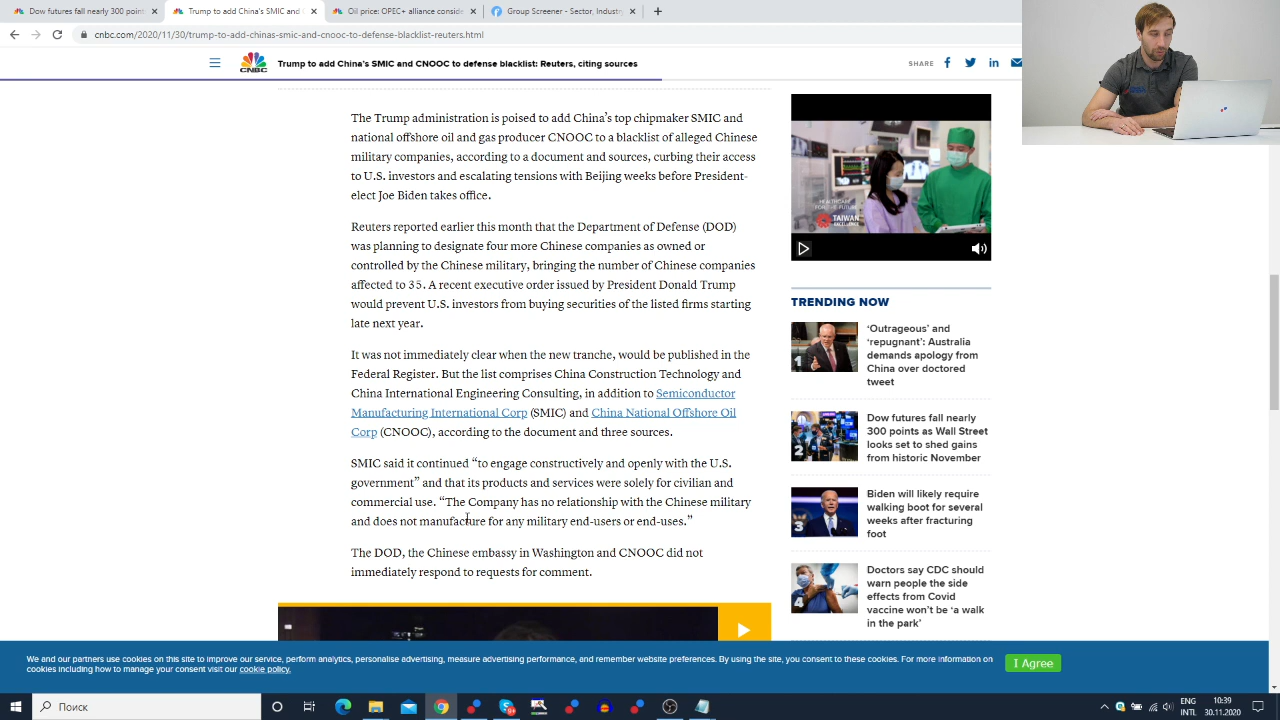 Dow futures fall nearly 300 poin
Trump to add China's SMIC and C
Trump to add China's SMIC and C
Oil prices: OPEC+ alliance conside
Group Screener - Sector, Industry
cnbc.com/2020/11/30/trump-to-add-chinas-smic-and-cnooc-to-defense-blacklist-reuters.html
CNBC
Trump to add China's SMIC and CNOOC to defense blacklist: Reuters, citing sources
SHARE
The Trump administration is poised to add China's top chipmaker SMIC and
national offshore oil and gas producer CNOOC to a blacklist of alleged Chinese
military companies, according to a document and sources, curbing their access
to U.S. investors and escalating tensions with Beijing weeks before President-
elect Joe Biden takes office.
Reuters reported earlier this month that the Department of Defense (DOD)
was planning to designate four more Chinese companies as owned or
controlled by the Chinese military, bringing the number of Chinese companies
affected to 35. A recent executive order issued by President Donald Trump
would prevent U.S. investors from buying securities of the listed firms starting
late next year.
It was not immediately clear when the new tranche, would be published in the
Federal Register. But the list comprises China Construction Technology and
China International Engineering Consulting, in addition to Semiconductor
Manufacturing International Corp (SMIC) and China National Offshore Oil
Corp (CNOOC), according to the document and three sources.
SMIC said it continued “to engage constructively and openly with the U.S.
government” and that its products and services were solely for civilian and
commercial use. “The Company has no relationship with the Chinese military
and does not manufacture for any military end-users or end-uses.”
The DOD, the Chinese embassy in Washington and CNOOC did not
immediately respond to requests for comment.
HEALTHCARE
FOR THE FUTURE
TAIWAN
EXCELLENCE
TRENDING NOW
1
‘Outrageous’ and
‘repugnant’: Australia
demands apology from
China over doctored
tweet
2
Dow futures fall nearly
300 points as Wall Street
looks set to shed gains
from historic November
3
Biden will likely require
walking boot for several
weeks after fracturing
foot
4
Doctors say CDC should
warn people the side
effects from Covid
vaccine won’t be ‘a walk
in the park’
We and our partners use cookies on this site to improve our service, perform analytics, personalise advertising, measure advertising performance, and remember website preferences. By using the site, you consent to these cookies. For more information on
cookies including how to manage your consent visit our cookie policy.
I Agree
Поиск
ENG
INTL
10:39
30.11.2020